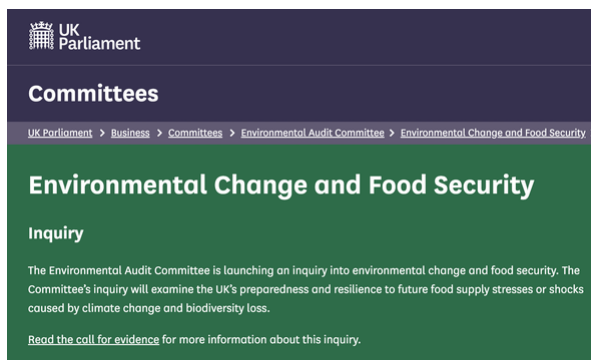 UK
Parliament
Committees
UK Parliament > Business > Committees > Environmental Audit Committee > Environmental Change and Food Security
Environmental Change and Food Security
Inquiry
The Environmental Audit Committee is launching an inquiry into environmental change and food security. The
Committee's inquiry will examine the UK's preparedness and resilience to future food supply stresses or shocks
caused by climate change and biodiversity loss.
Read the call for evidence for more information about this inquiry.